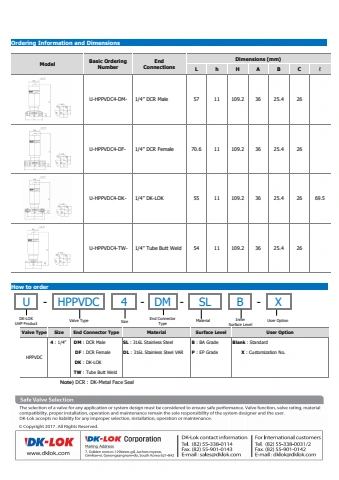 Ordering Information and Dimensions
Model Basic Ordering Number End Connections Dimensions (mm)
L h H A B C ℓ
U-HPPVDC4-DM- 1/4" DCR Male 57 11 109.2 36 25.4 26
U-HPPVDC4-DF- 1/4" DCR Female 70.6 11 109.2 36 25.4 26
U-HPPVDC4-DK- 1/4" DK-LOK 55 11 109.2 36 25.4 26 69.5
U-HPPVDC4-TW- 1/4" Tube Butt Weld 54 11 109.2 36 25.4 26
How to order
U - HPPVDC 4 - DM - SL B - X
DK-LOK UHP Product Valve Type Size End Connector Type Material Inner Surface Level User Option
Valve Type Size End Connector Type Material Surface Level User Option
HPPVDC
4 : 1/4" DM : DCR Male SL : 316L Stainless Steel B : BA Grade Blank : Standard
DF : DCR Female DL : 316L Stainless Steel VAR P : EP Grade X : Customization No.
DK : DK-LOK
TW : Tube Butt Weld
Note) DCR : DK-Metal Face Seal
Safe Valve Selection
The selection of a valve for any application or system design must be considered to ensure safe performance. Valve function, valve rating, material
compatibility, proper installation, operation and maintenance remain the sole responsibility of the system designer and the user.
DK-Lok accepts no liability for any improper selection, installation, operation or maintenance.
© Copyright 2017. All Rights Reserved.
DK-LOK
www.dklok.com
DK-LOK Corporation
Mailing Address
DK-Lok contact information
Tel. (82) 55-338-0114
Fax. (82) 55-901-0143
E-mail : sales@dklok.com
For International customers
Tel. (82) 55-338-0031/2
Fax. (82) 55-901-0142
E-mail : dklok@dklok.com